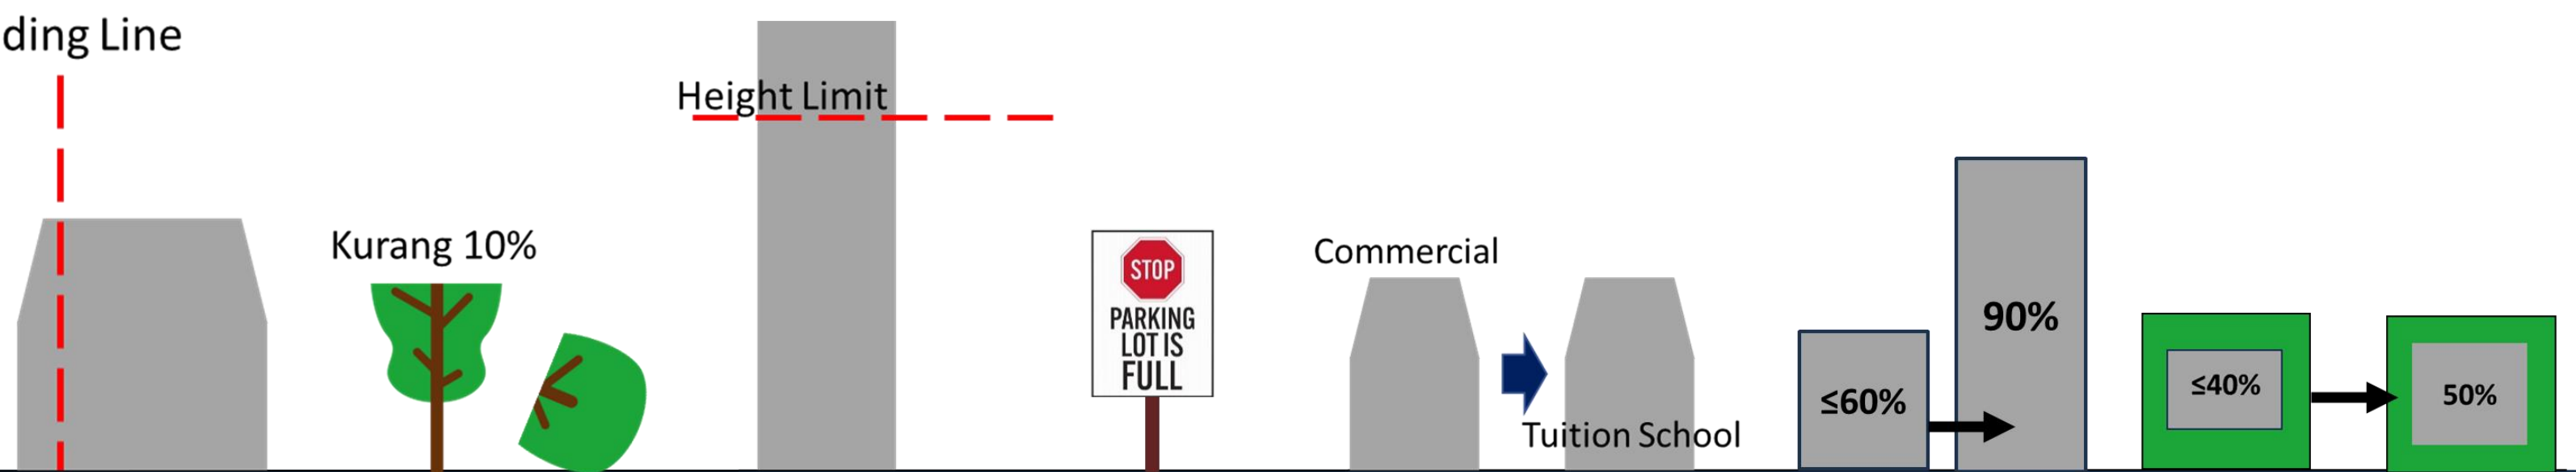 ding Line
Kurang 10%
Height Limit
STOP
PARKING
LOT IS
FULL
Commercial
Tuition School
≤60%
90%
≤40%
50%